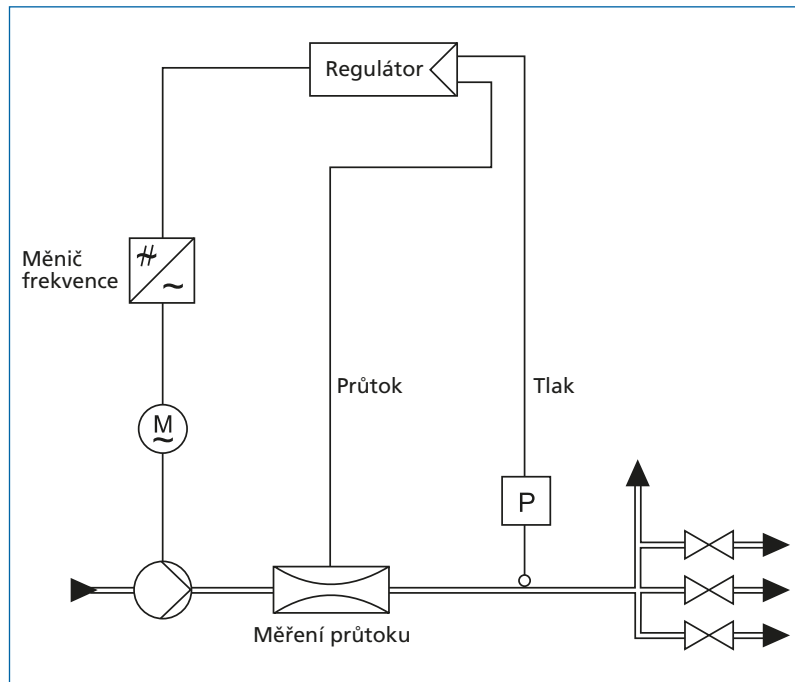 Regulátor
Měnič
frekvence
Průtok
Tlak
M
P
Měření průtoku